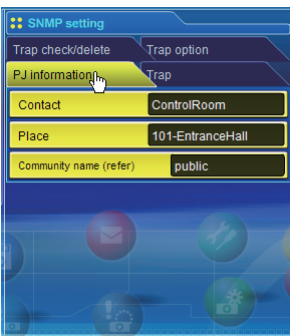 SNMP setting
Trap check/delete Trap option
PJ information Trap
Contact ControlRoom
Place 101-EntranceHall
Community name (refer) public